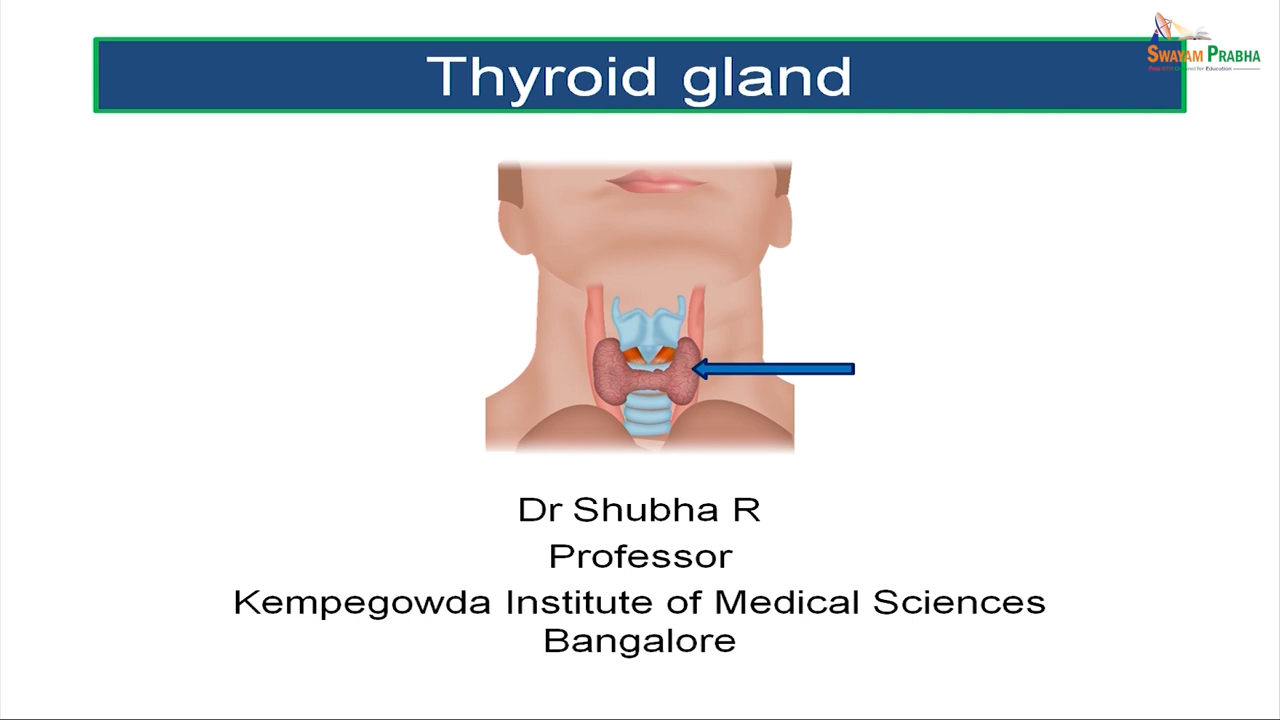 Thyroid gland
SWAYAM PRABHA
Dr Shubha R
Professor
Kempegowda Institute of Medical Sciences
Bangalore